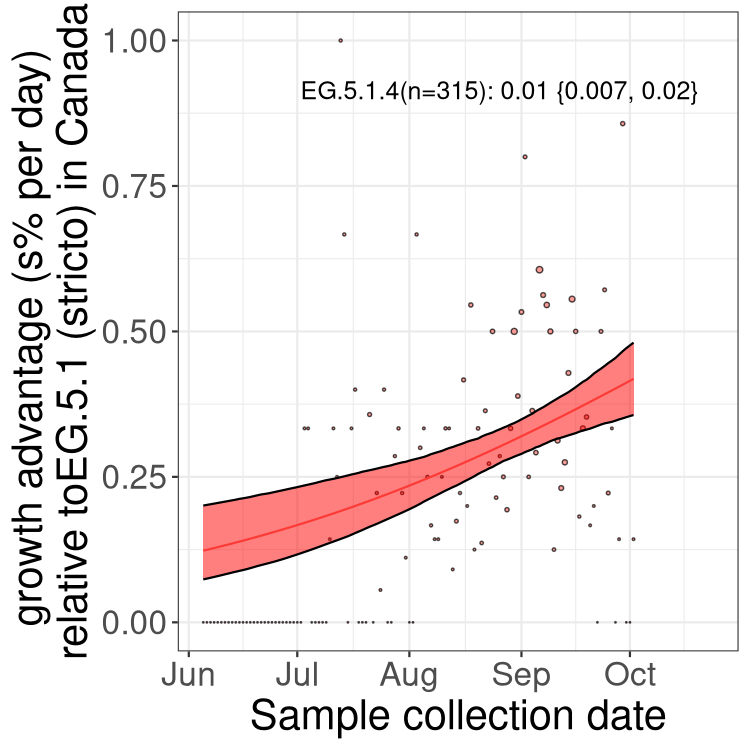 growth advantage (s% per day)
relative toEG.5.1 (stricto) in Canada
1.00
0.75
0.50
0.25
0.00
EG.5.1.4(n=315): 0.01 {0.007, 0.02}
Jun Jul Aug Sep Oct
Sample collection date